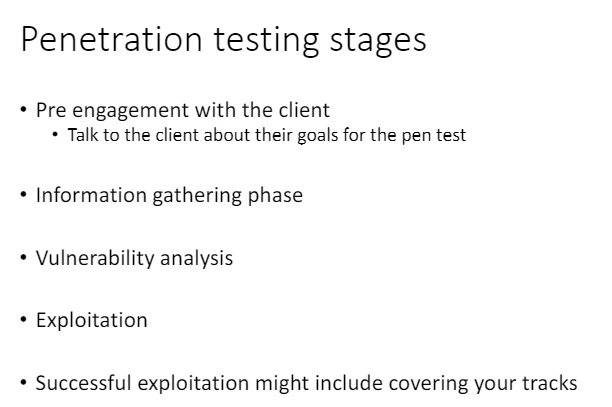 Penetration testing stages
• Pre engagement with the client
• Talk to the client about their goals for the pen test
• Information gathering phase
• Vulnerability analysis
• Exploitation
• Successful exploitation might include covering your tracks